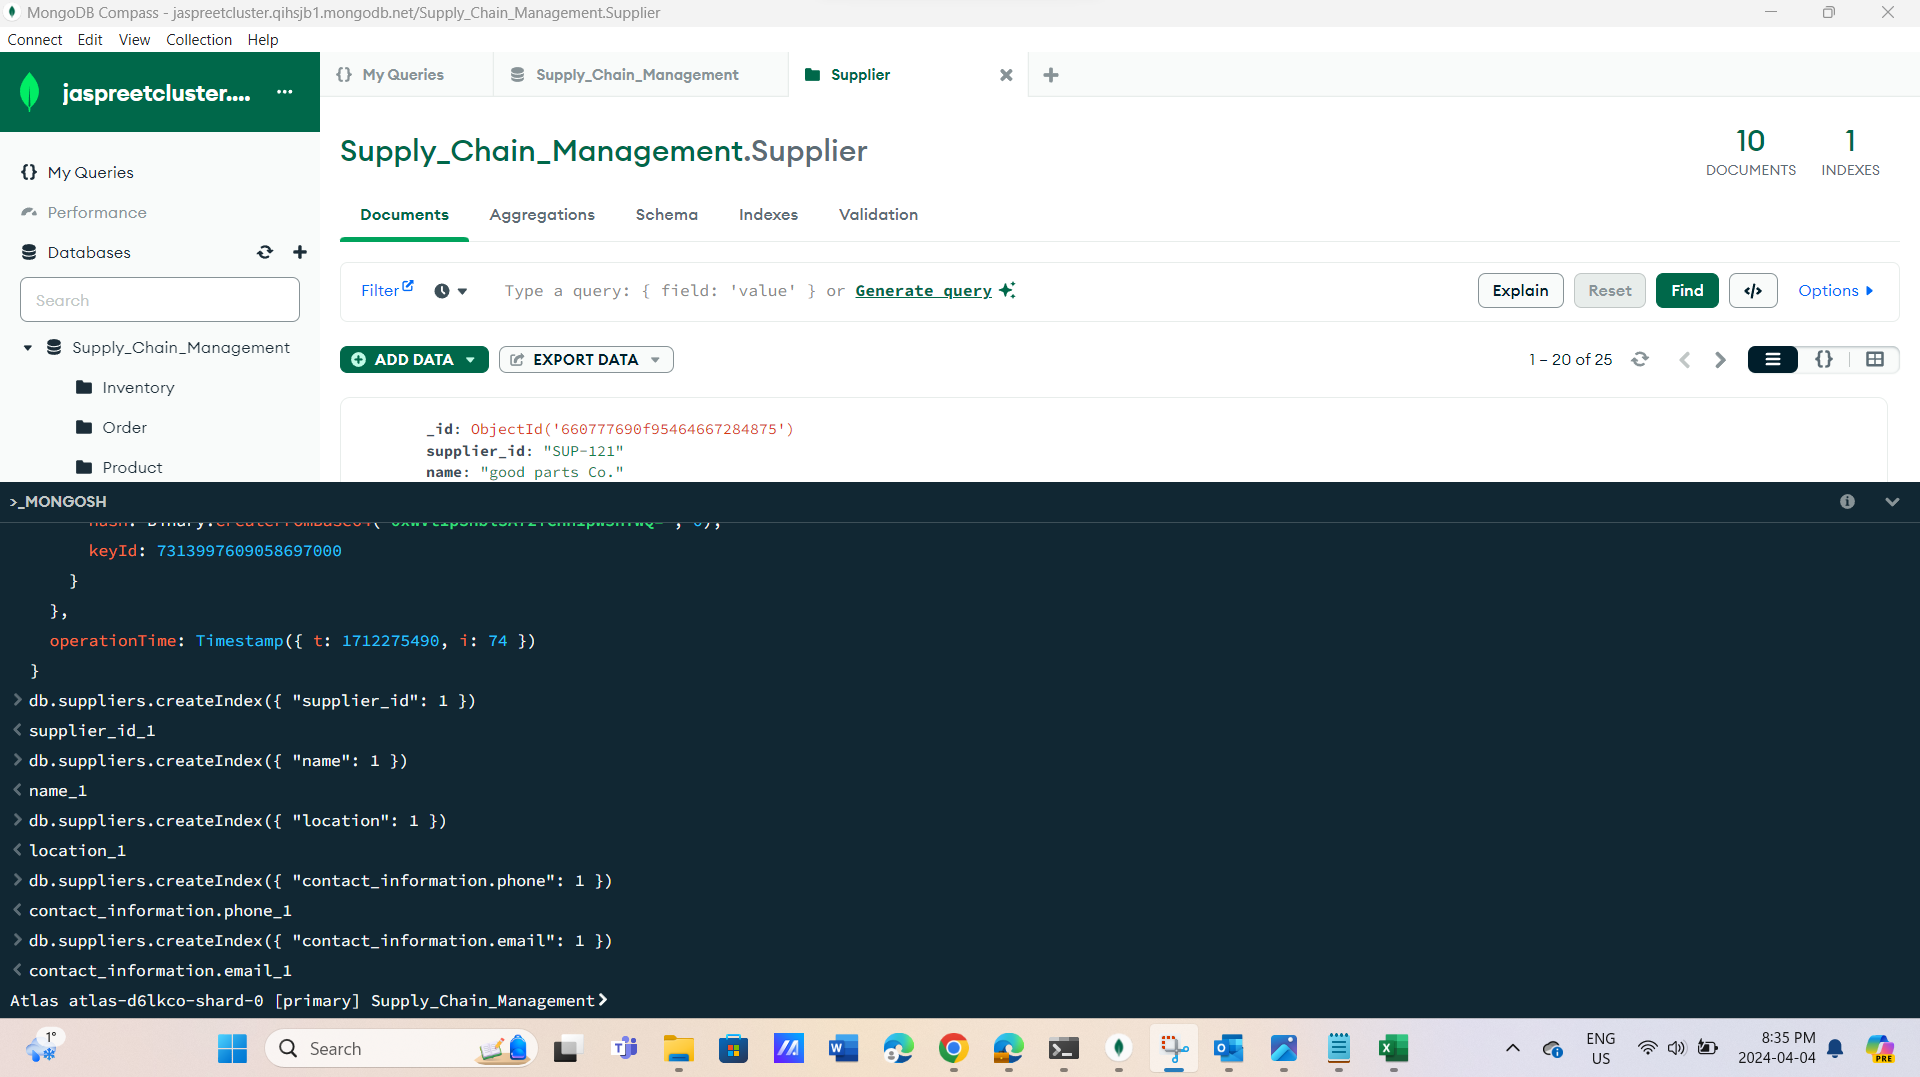 MongoDB Compass - jaspreetcluster.qihsjb1.mongodb.net/Supply_Chain_Management.Supplier
Connect Edit View Collection Help
jaspreetcluster.... ...
{} My Queries
Supply_Chain_Management
Supplier
Supply_Chain_Management.Supplier
10
DOCUMENTS
1
INDEXES
{} My Queries
Performance
Databases
Search
Supply_Chain_Management
Inventory
Order
Product
Documents Aggregations Schema Indexes Validation
Filter
Type a query: { field: 'value' } or Generate query
Explain
Reset
Find
</>
Options
ADD DATA
EXPORT DATA
1 – 20 of 25
{}
_id: ObjectId('660777690f95464667284875')
supplier_id: "SUP-121"
name: "good parts Co."
>_MONGOSH
keyId: 7313997609058697000
}
},
operationTime: Timestamp({ t: 1712275490, i: 74 })
}
> db.suppliers.createIndex({ "supplier_id": 1 })
< supplier_id_1
> db.suppliers.createIndex({ "name": 1 })
< name_1
> db.suppliers.createIndex({ "location": 1 })
< location_1
> db.suppliers.createIndex({ "contact_information.phone": 1 })
< contact_information.phone_1
> db.suppliers.createIndex({ "contact_information.email": 1 })
< contact_information.email_1
Atlas atlas-d6lkco-shard-0 [primary] Supply_Chain_Management>
1°
Search
ENG
US
8:35 PM
2024-04-04
PRE